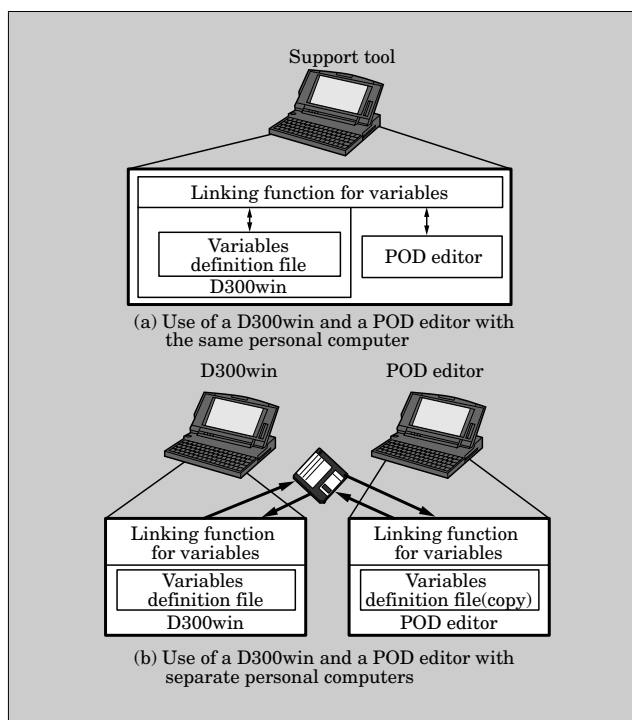 Support tool
Linking function for variables
Variables
definition file
D300win
POD editor
(a) Use of a D300win and a POD editor with
the same personal computer
D300win
POD editor
Linking function
for variables
Variables
definition file
D300win
Linking function
for variables
Variables
definition file(copy)
POD editor
(b) Use of a D300win and a POD editor with
separate personal computers